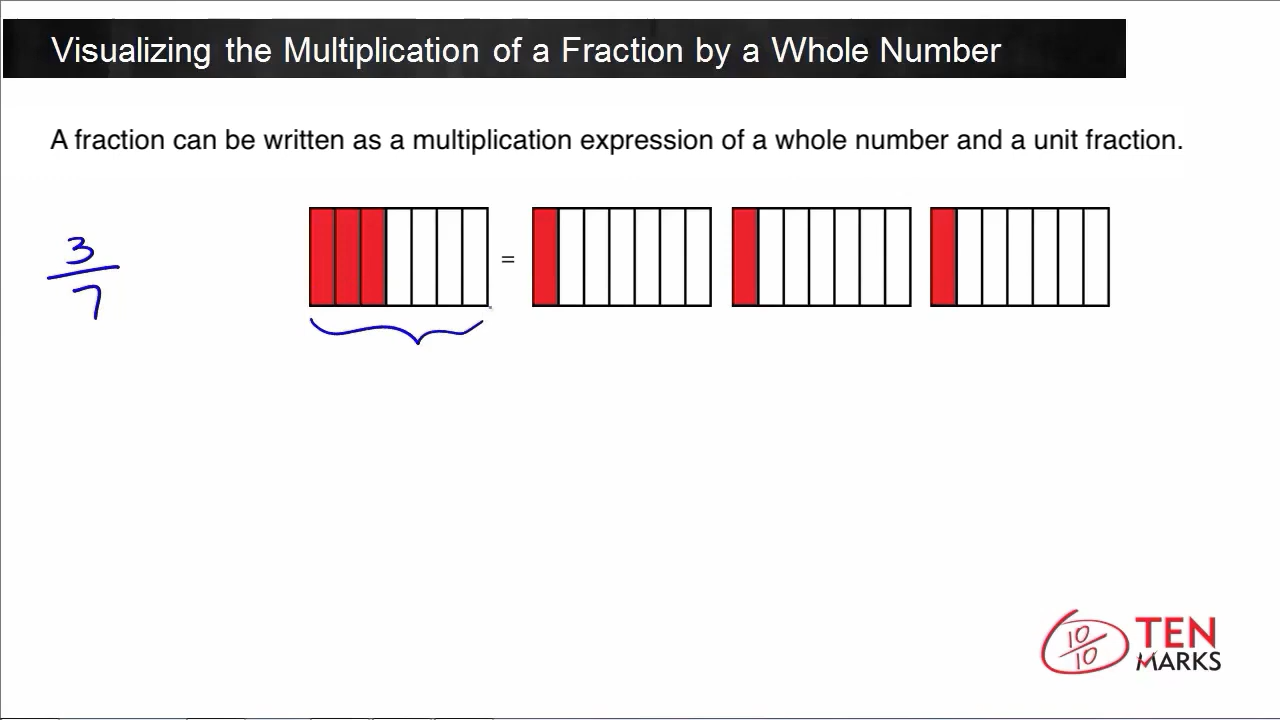 Visualizing the Multiplication of a Fraction by a Whole Number
A fraction can be written as a multiplication expression of a whole number and a unit fraction.
3
7
=
10
10
TEN
MARKS